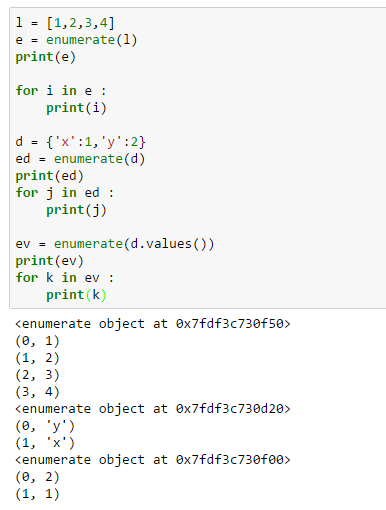 l = [1,2,3,4]
e = enumerate(l)
print(e)

for i in e :
    print(i)

d = {'x':1,'y':2}
ed = enumerate(d)
print(ed)
for j in ed :
    print(j)

ev = enumerate(d.values())
print(ev)
for k in ev :
    print(k)
<enumerate object at 0x7fdf3c730f50>
(0, 1)
(1, 2)
(2, 3)
(3, 4)
<enumerate object at 0x7fdf3c730d20>
(0, 'y')
(1, 'x')
<enumerate object at 0x7fdf3c730f00>
(0, 2)
(1, 1)